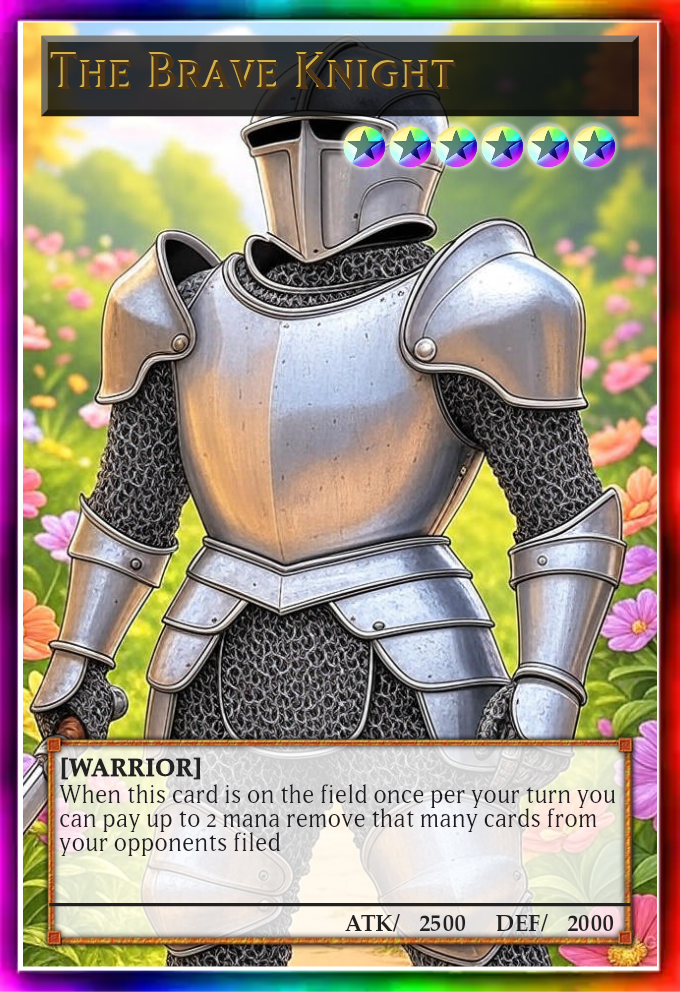 The Brave Knight
[WARRIOR]
When this card is on the field once per your turn you
can pay up to 2 mana remove that many cards from
your opponents filed
ATK/ 2500 DEF/ 2000